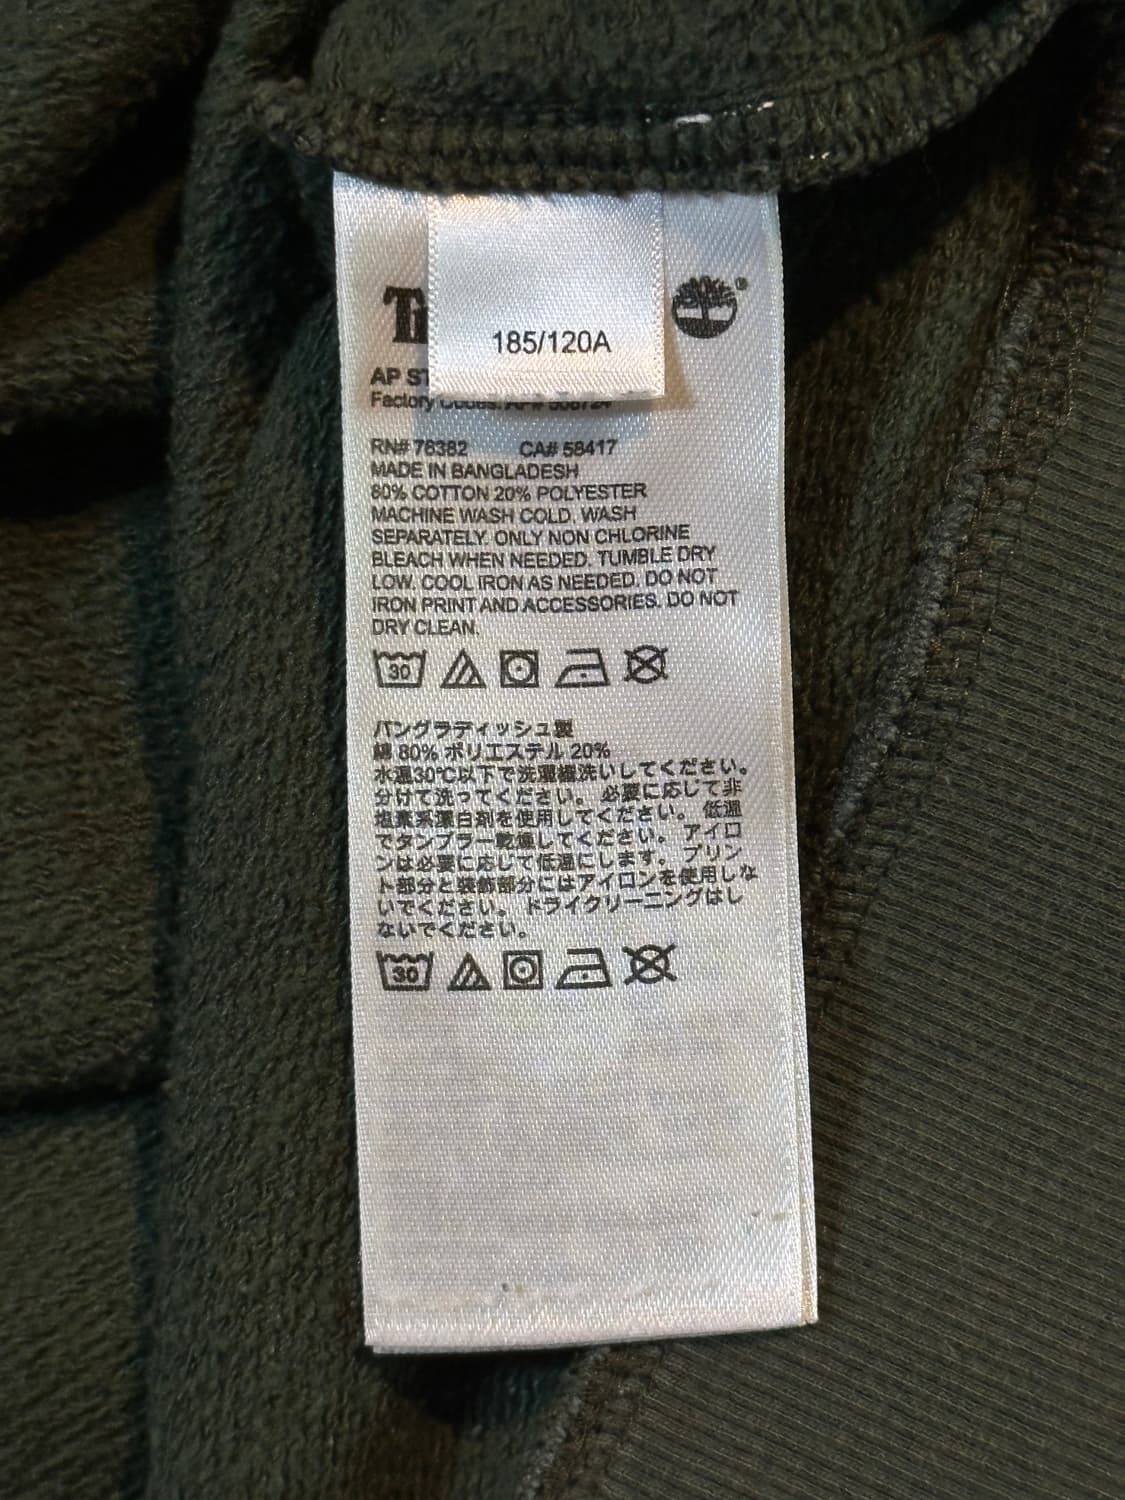 185/120A
AP ST
Factory Codes: AP#
RN# 76382 CA# 58417
MADE IN BANGLADESH
80% COTTON 20% POLYESTER
MACHINE WASH COLD. WASH
SEPARATELY. ONLY NON CHLORINE
BLEACH WHEN NEEDED. TUMBLE DRY
LOW. COOL IRON AS NEEDED. DO NOT
IRON PRINT AND ACCESSORIES. DO NOT
DRY CLEAN.
30
バングラディッシュ製
綿 80% ポリエステル 20%
水温30℃以下で洗濯機洗いしてください。
分けて洗ってください。 必要に応じて非
塩素系漂白剤を使用してください。 低温
でタンブラー乾燥してください。 アイロ
ンは必要に応じて低温にします。 プリン
ト部分と装飾部分にはアイロンを使用しな
いでください。 ドライクリーニングはし
ないでください。
30